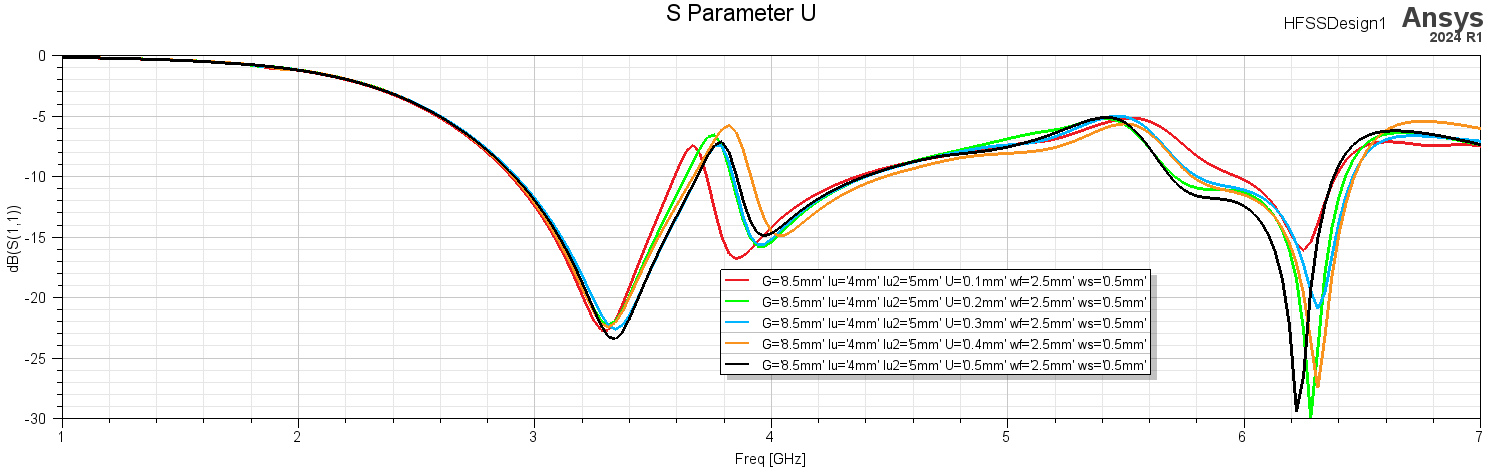 S Parameter U
HFSSDesign1
Ansys
2024 R1
0
-5
-10
-15
-20
-25
-30
dB(S(1,1))
G='8.5mm' lu='4mm' lu2='5mm' U='0.1mm' wf='2.5mm' ws='0.5mm'
G='8.5mm' lu='4mm' lu2='5mm' U='0.2mm' wf='2.5mm' ws='0.5mm'
G='8.5mm' lu='4mm' lu2='5mm' U='0.3mm' wf='2.5mm' ws='0.5mm'
G='8.5mm' lu='4mm' lu2='5mm' U='0.4mm' wf='2.5mm' ws='0.5mm'
G='8.5mm' lu='4mm' lu2='5mm' U='0.5mm' wf='2.5mm' ws='0.5mm'
1 2 3 4 5 6 7
Freq [GHz]